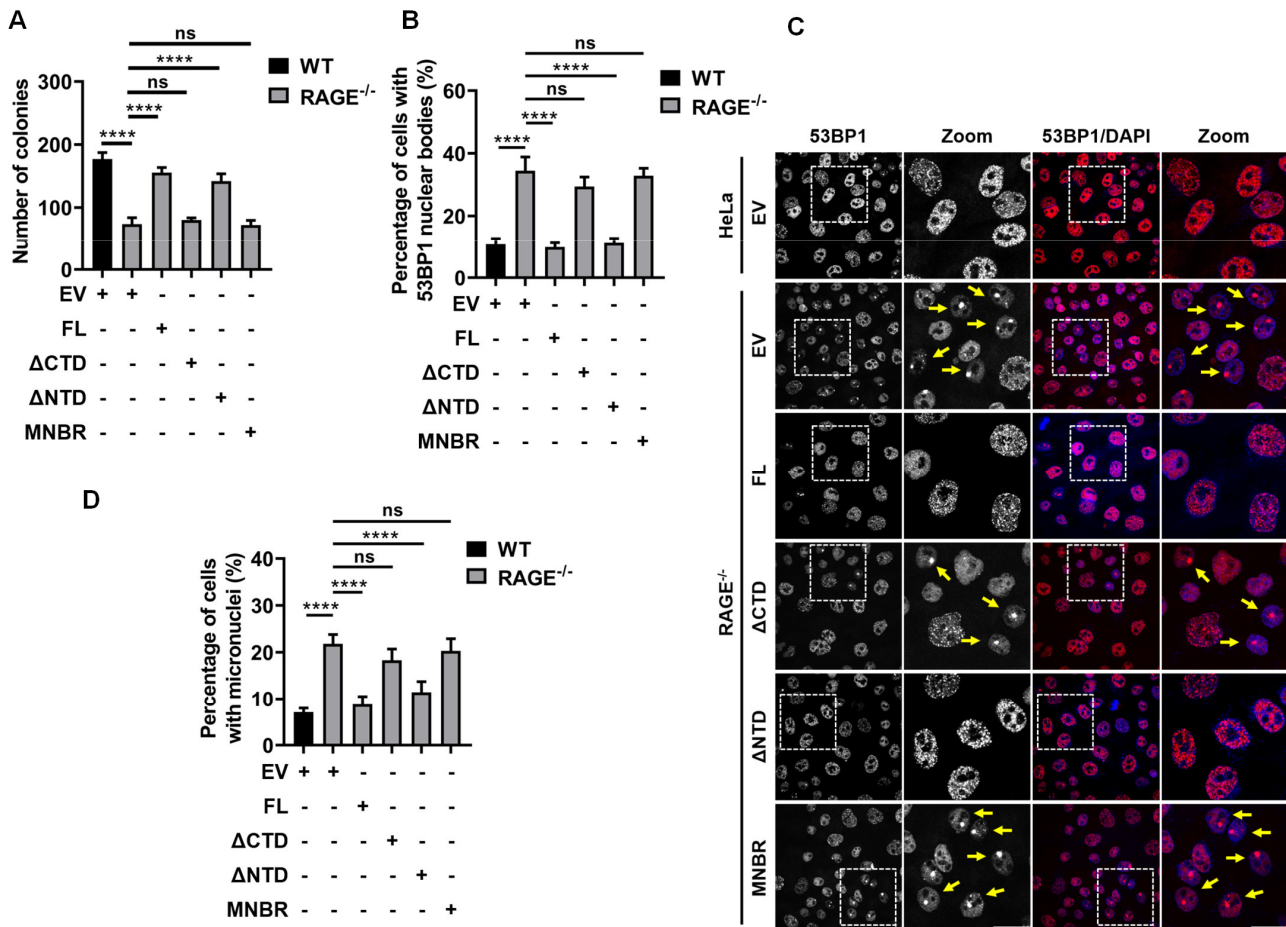 A
ns
****
ns
****
****
WT
RAGE-/-
Number of colonies
300
200
100
0
EV + + - - - -
FL - - + - - -
ΔCTD - - - + - -
ΔNTD - - - - + -
MNBR - - - - - +
B
ns
****
ns
****
****
WT
RAGE-/-
Percentage of cells with
53BP1 nuclear bodies (%)
60
40
20
0
EV + + - - - -
FL - - + - - -
ΔCTD - - - + - -
ΔNTD - - - - + -
MNBR - - - - - +
C
53BP1 Zoom 53BP1/DAPI Zoom
HeLa
EV
RAGE-/-
EV
FL
ΔCTD
ΔNTD
MNBR
D
ns
****
ns
****
****
WT
RAGE-/-
Percentage of cells
with micronuclei (%)
40
30
20
10
0
EV + + - - - -
FL - - + - - -
ΔCTD - - - + - -
ΔNTD - - - - + -
MNBR - - - - - +